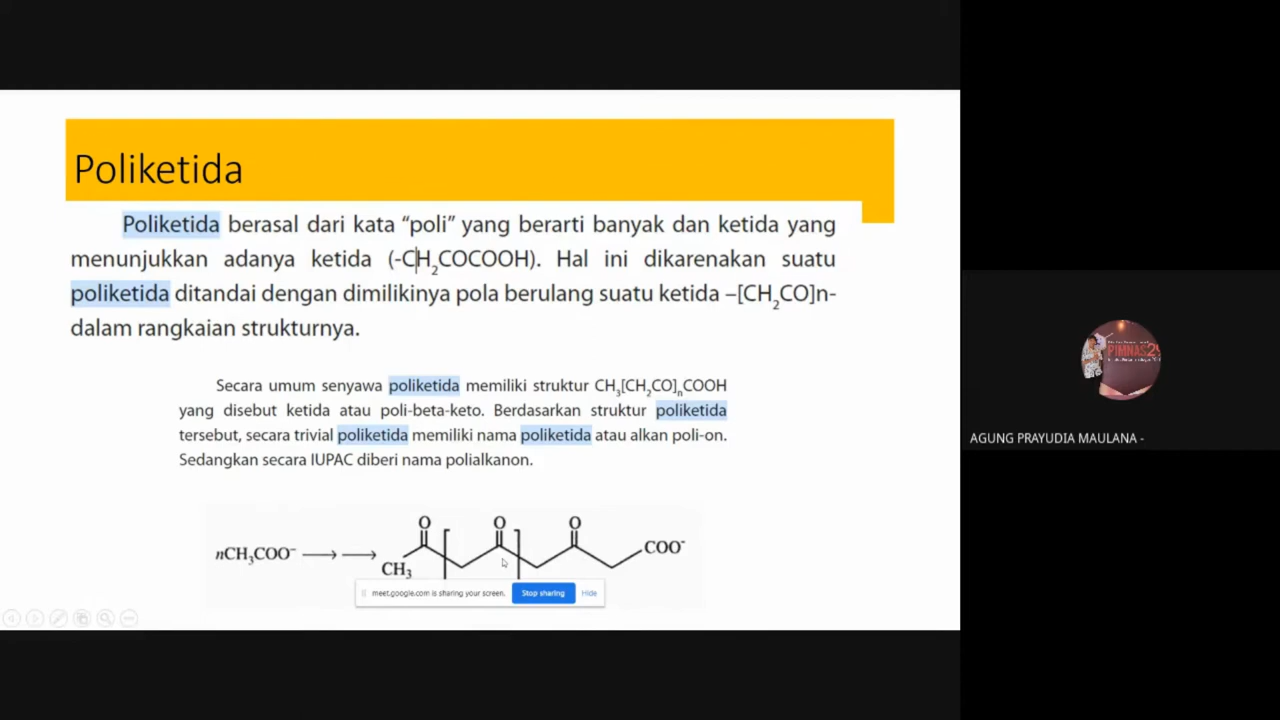 Poliketida
Poliketida berasal dari kata “poli” yang berarti banyak dan ketida yang
menunjukkan adanya ketida (-CH₂COCOOH). Hal ini dikarenakan suatu
poliketida ditandai dengan dimilikinya pola berulang suatu ketida –[CH₂CO]n-
dalam rangkaian strukturnya.
Secara umum senyawa poliketida memiliki struktur CH₃[CH₂CO]ₙCOOH
yang disebut ketida atau poli-beta-keto. Berdasarkan struktur poliketida
tersebut, secara trivial poliketida memiliki nama poliketida atau alkan poli-on.
Sedangkan secara IUPAC diberi nama polialkanon.
O O O
nCH₃COO⁻ COO⁻
CH₃
meet.google.com is sharing your screen. Stop sharing Hide
PIMNAS29
AGUNG PRAYUDIA MAULANA -